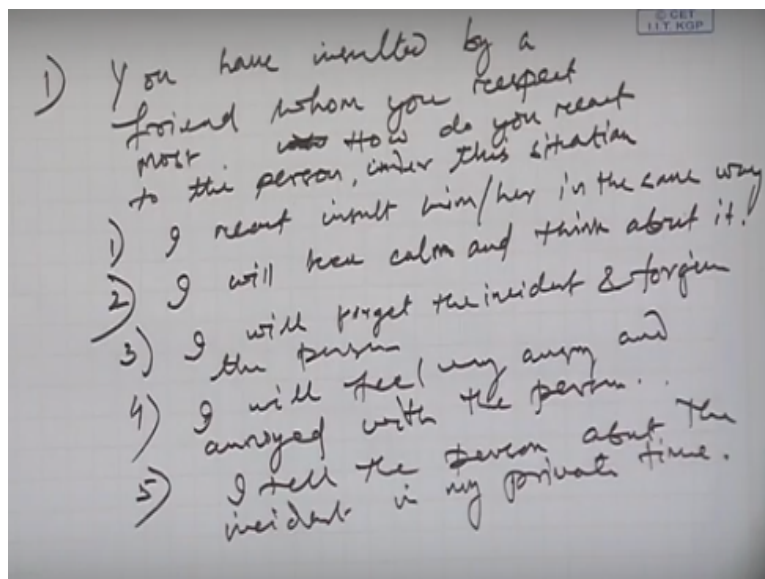 © CET
I.I.T. KGP
1) You have insulted by a
friend whom you respect
most How do you react
to the person, under this situation
1) I react insult him/her in the same way
2) I will keep calm and think about it!
3) I will forget the incident & forgive
the person
4) I will feel very angry and
annoyed with the person..
5) I tell the person about the
incident in my private time.